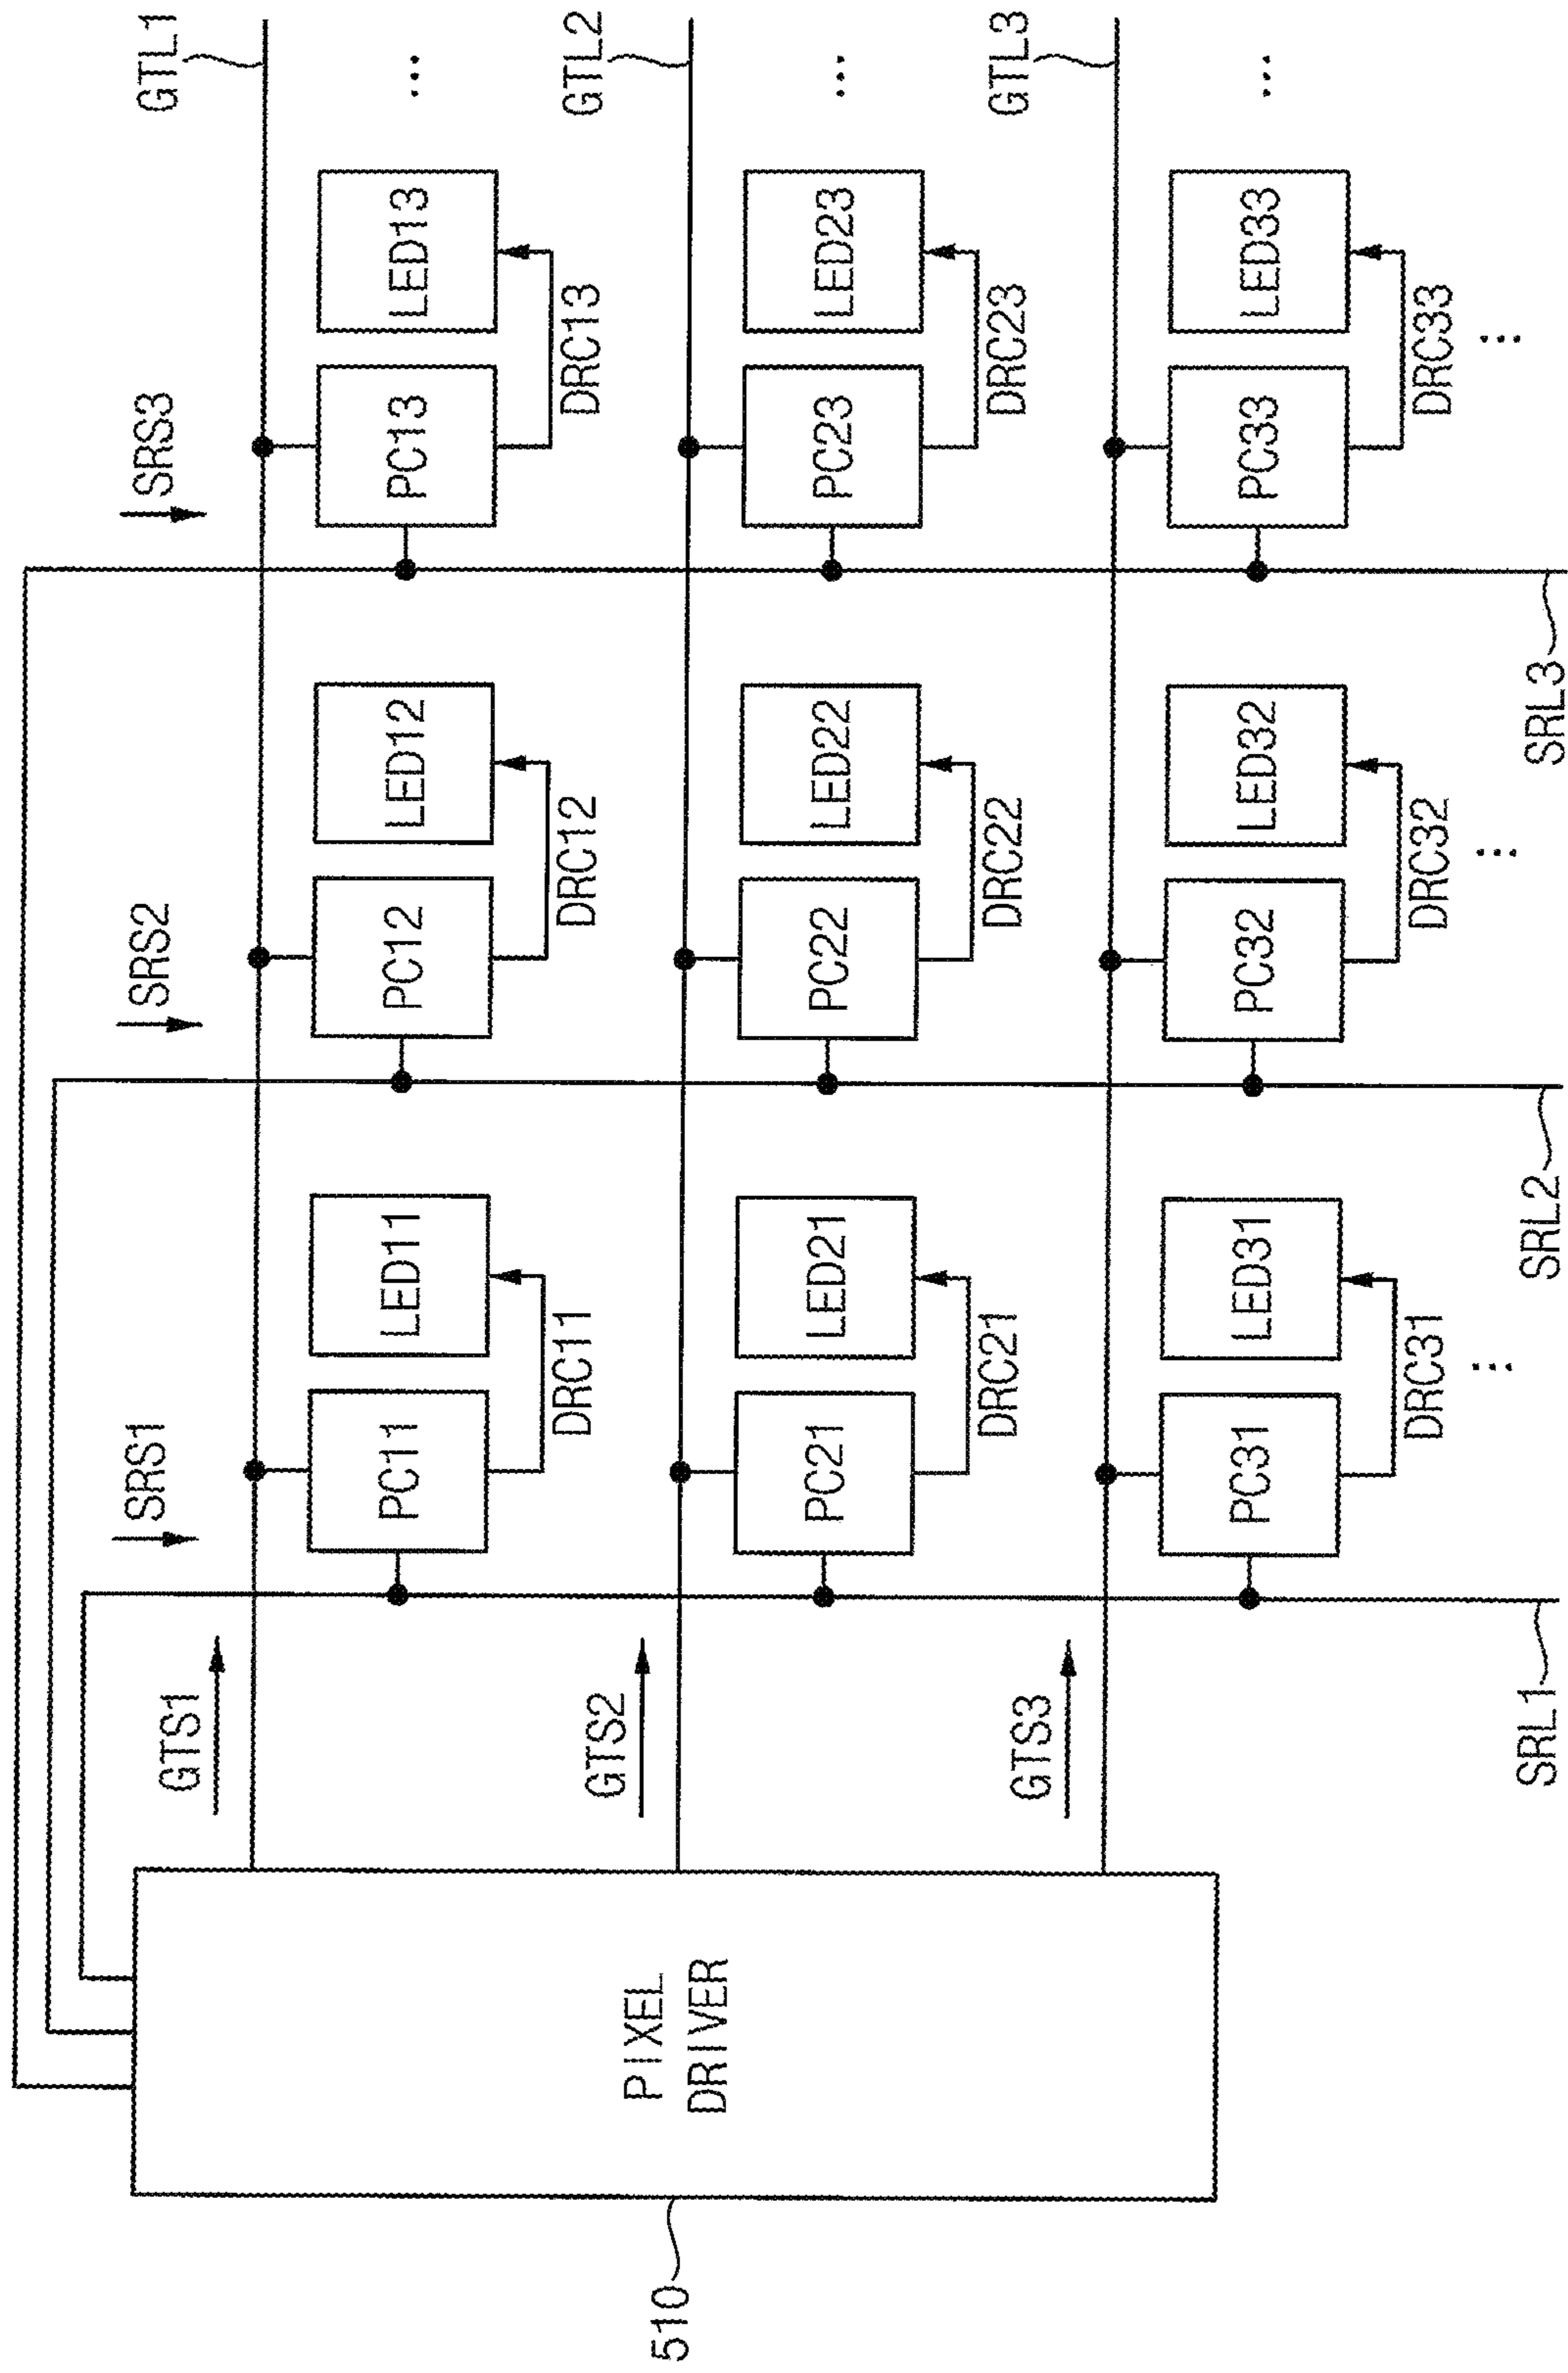 SRS1 SRS2 SRS3
GTS1 GTL1
PC11 LED11 PC12 LED12 PC13 LED13 ...
DRC11 DRC12 DRC13
GTS2 GTL2
PIXEL
DRIVER
510
PC21 LED21 PC22 LED22 PC23 LED23 ...
DRC21 DRC22 DRC23
GTS3 GTL3
PC31 LED31 PC32 LED32 PC33 LED33 ...
DRC31 DRC32 DRC33
... ... ...
SRL1 SRL2 SRL3